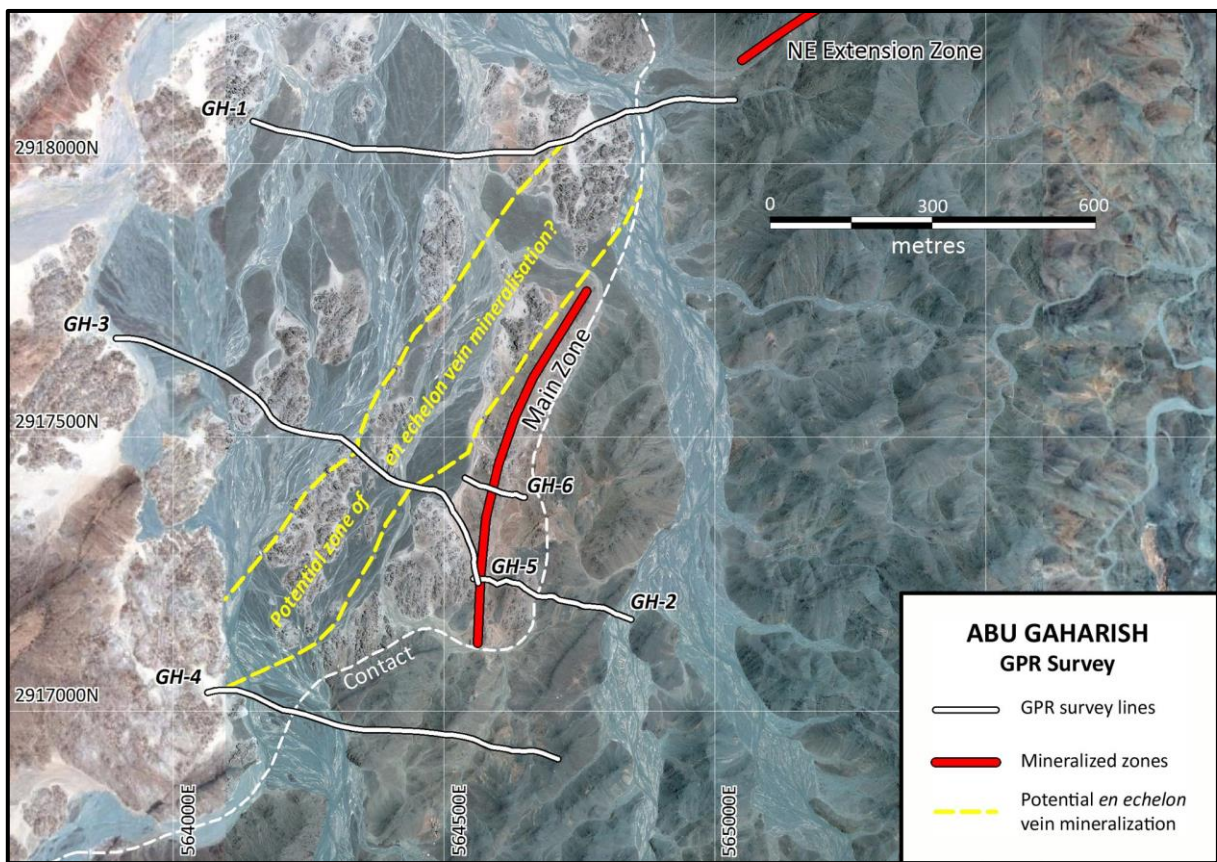 NE Extension Zone
GH-1
2918000N
0 300 600
metres
GH-3
Potential zone of en echelon vein mineralisation?
Main Zone
2917500N
GH-6
GH-5
GH-2
Contact
GH-4
2917000N
564000E
564500E
565000E
ABU GAHARISH
GPR Survey
GPR survey lines
Mineralized zones
Potential en echelon
vein mineralization